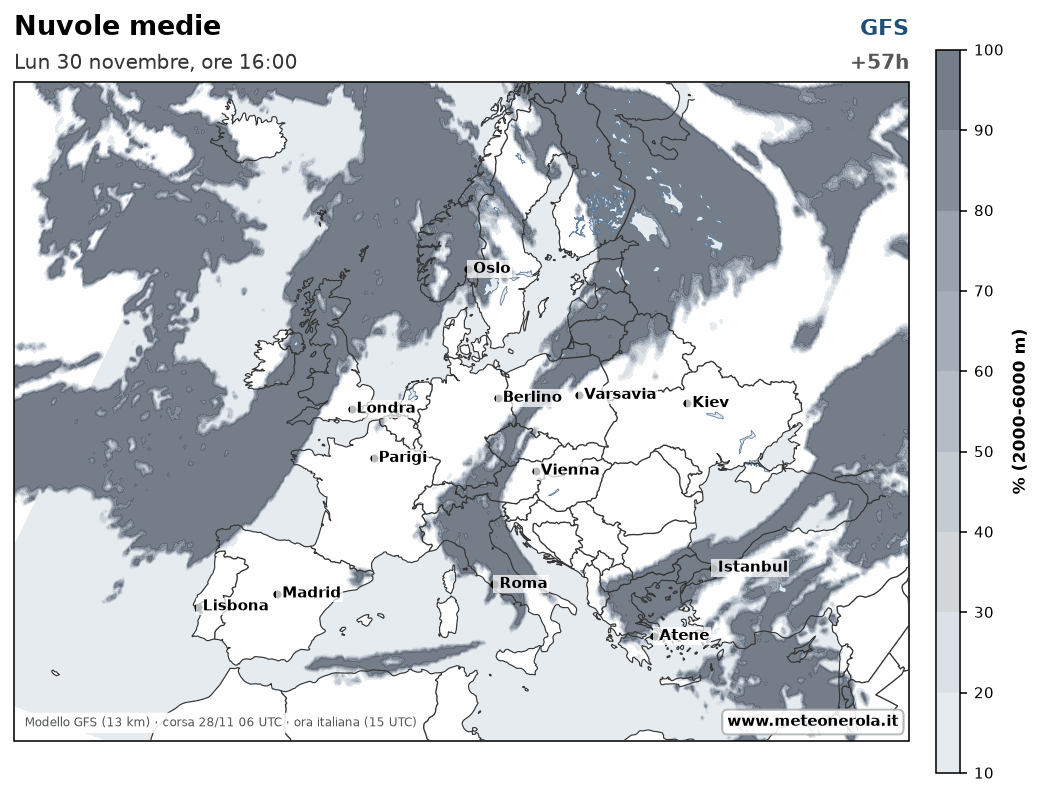 Nuvole medie
GFS
Lun 30 novembre, ore 16:00
+57h
Oslo
Berlino
Varsavia
Kiev
Londra
Parigi
Vienna
Istanbul
Roma
Madrid
Lisbona
Atene
Modello GFS (13 km) · corsa 28/11 06 UTC · ora italiana (15 UTC)
www.meteonerola.it
100
90
80
70
60
50
40
30
20
10
% (2000-6000 m)